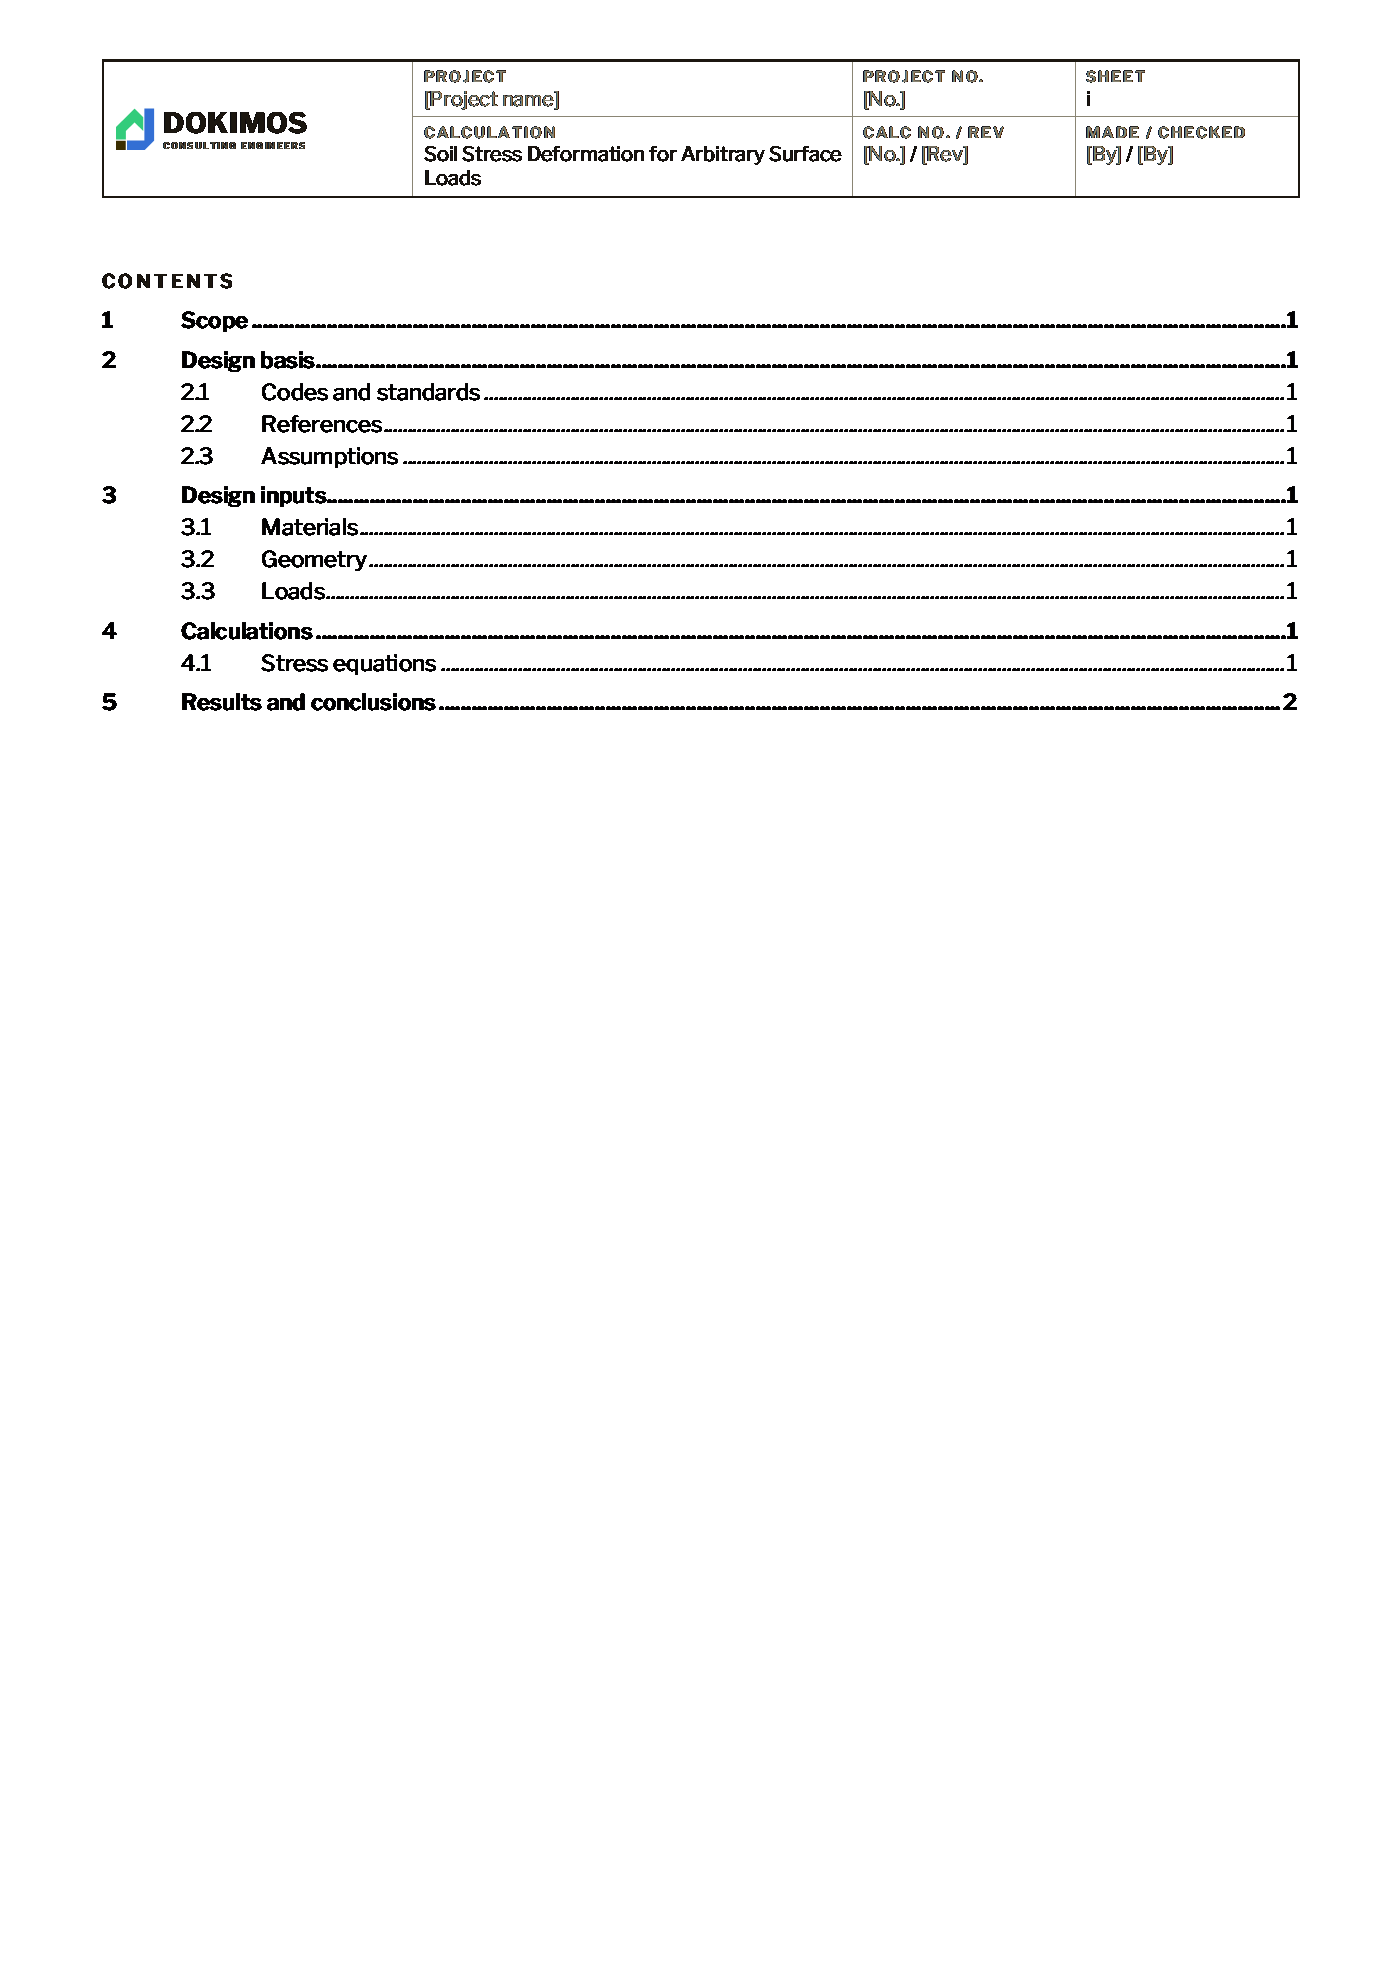 DOKIMOS
CONSULTING ENGINEERS
PROJECT
[Project name]
PROJECT NO.
[No.]
SHEET
i
CALCULATION
Soil Stress Deformation for Arbitrary Surface
Loads
CALC NO. / REV
[No.] / [Rev]
MADE / CHECKED
[By] / [By]
CONTENTS
1 Scope 1
2 Design basis 1
2.1 Codes and standards 1
2.2 References 1
2.3 Assumptions 1
3 Design inputs 1
3.1 Materials 1
3.2 Geometry 1
3.3 Loads 1
4 Calculations 1
4.1 Stress equations 1
5 Results and conclusions 2